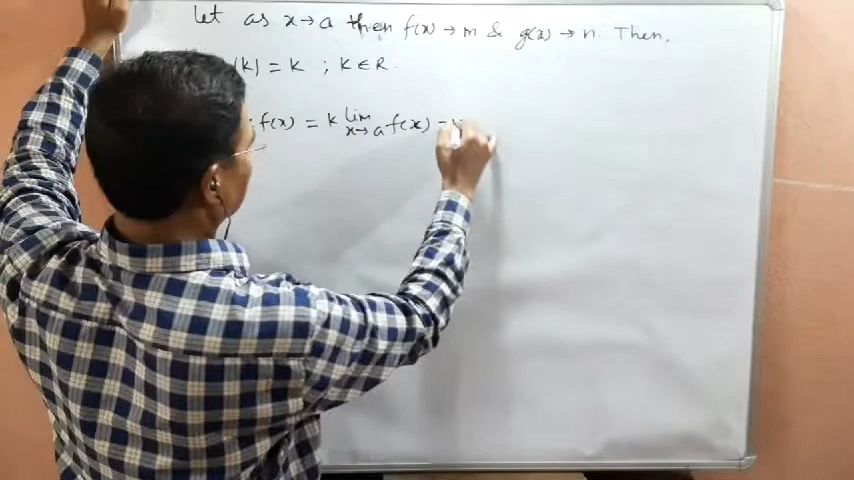 Let as x→a then f(x) → m & g(x) → n. Then,
(k) = k ; k ∈ R.
f(x) = k lim x→a f(x) =